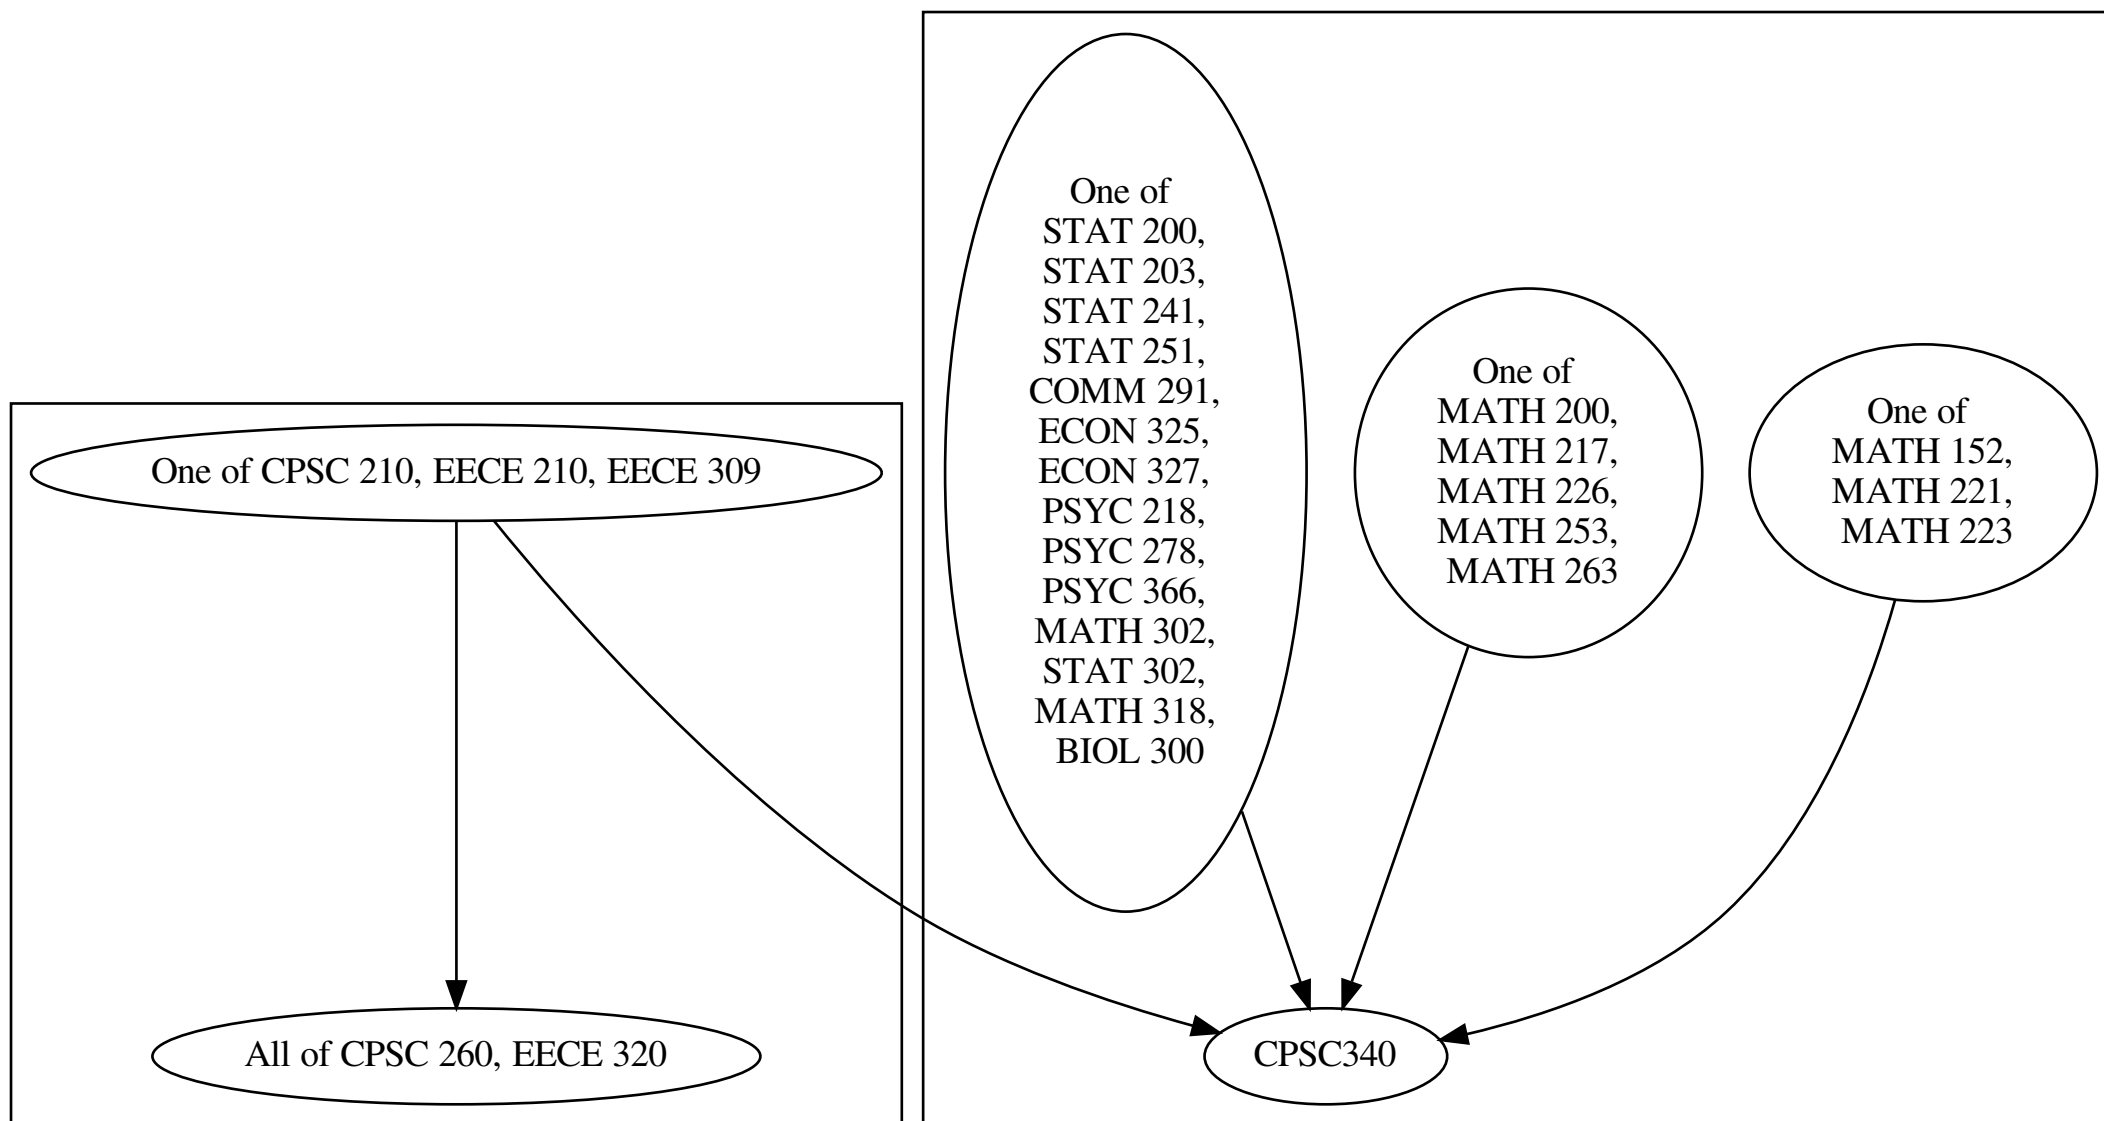 One of
STAT 200,
STAT 203,
STAT 241,
STAT 251,
COMM 291,
ECON 325,
ECON 327,
PSYC 218,
PSYC 278,
PSYC 366,
MATH 302,
STAT 302,
MATH 318,
BIOL 300
One of
MATH 200,
MATH 217,
MATH 226,
MATH 253,
MATH 263
One of
MATH 152,
MATH 221,
MATH 223
One of CPSC 210, EECE 210, EECE 309
All of CPSC 260, EECE 320
CPSC340